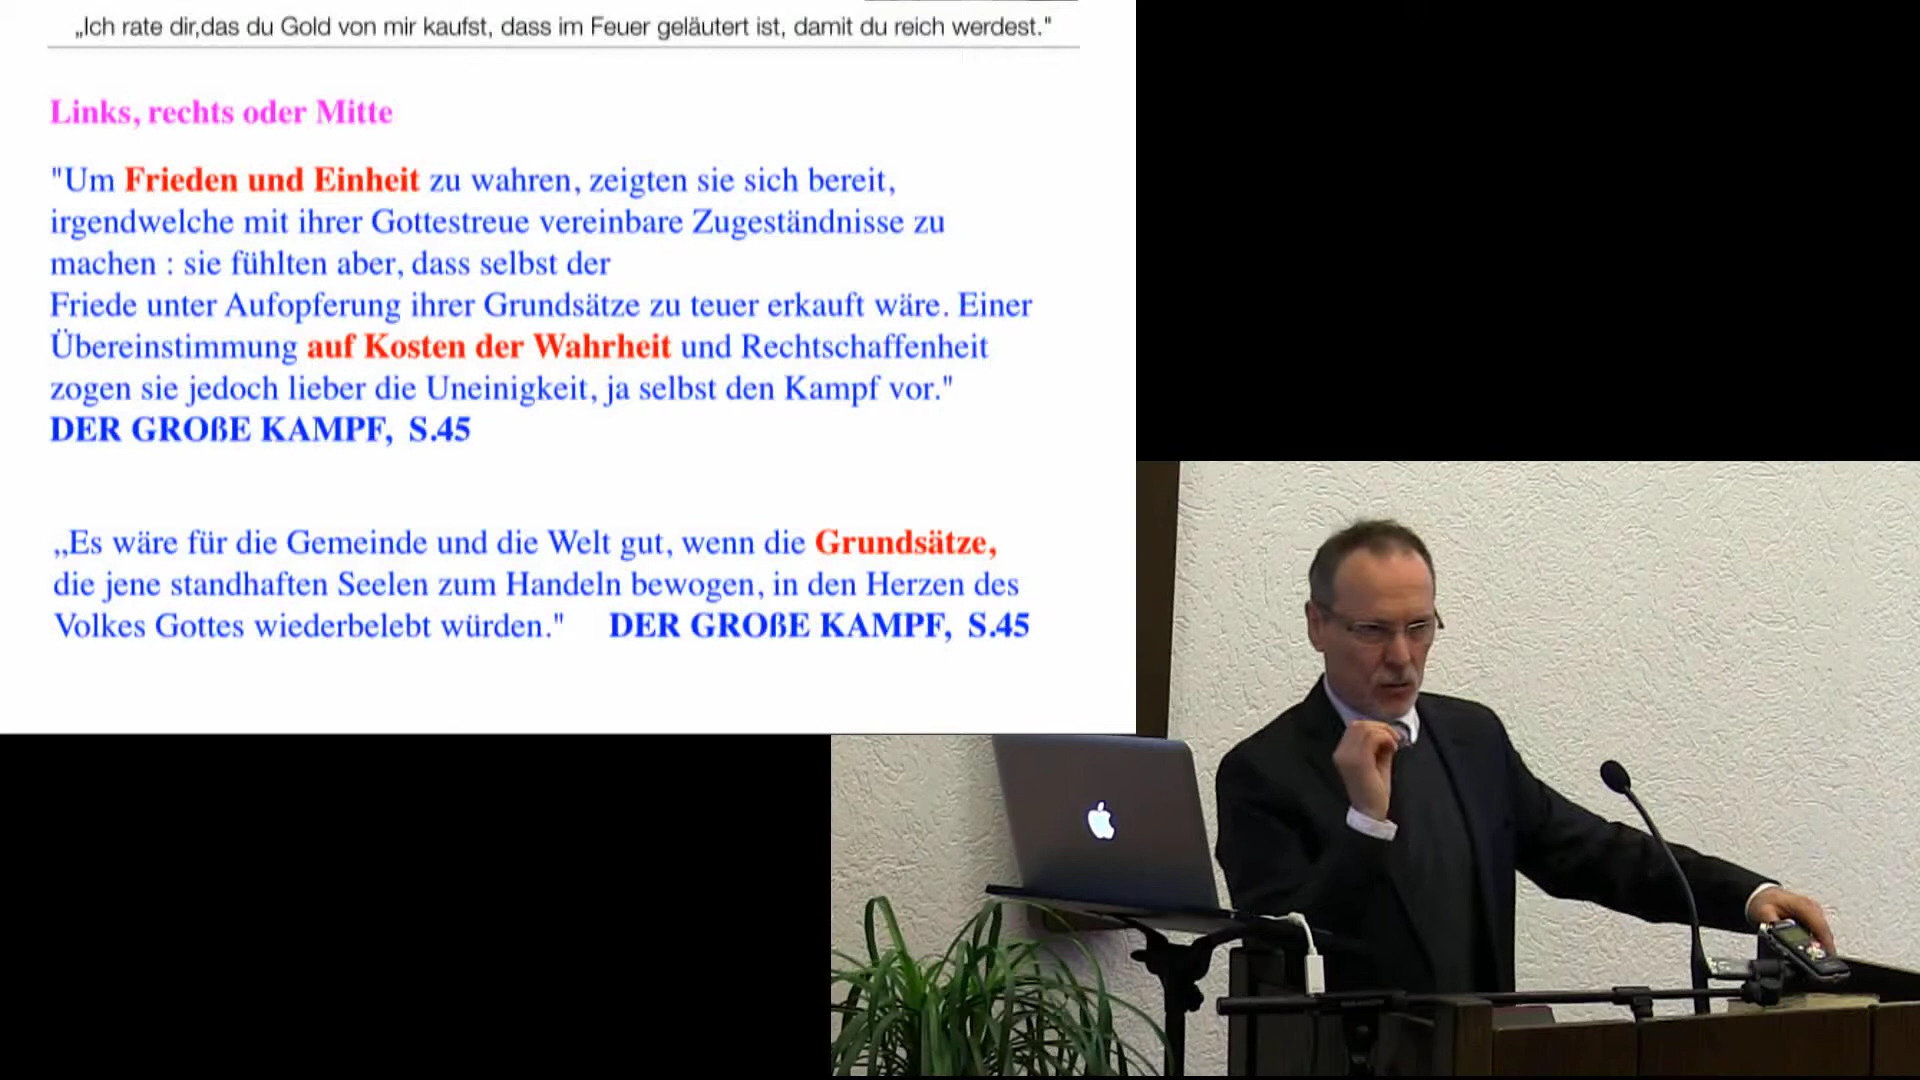 „Ich rate dir,das du Gold von mir kaufst, dass im Feuer geläutert ist, damit du reich werdest."
Links, rechts oder Mitte
"Um Frieden und Einheit zu wahren, zeigten sie sich bereit,
irgendwelche mit ihrer Gottestreue vereinbare Zugeständnisse zu
machen : sie fühlten aber, dass selbst der
Friede unter Aufopferung ihrer Grundsätze zu teuer erkauft wäre. Einer
Übereinstimmung auf Kosten der Wahrheit und Rechtschaffenheit
zogen sie jedoch lieber die Uneinigkeit, ja selbst den Kampf vor."
DER GROßE KAMPF, S.45
„Es wäre für die Gemeinde und die Welt gut, wenn die Grundsätze,
die jene standhaften Seelen zum Handeln bewogen, in den Herzen des
Volkes Gottes wiederbelebt würden." DER GROßE KAMPF, S.45